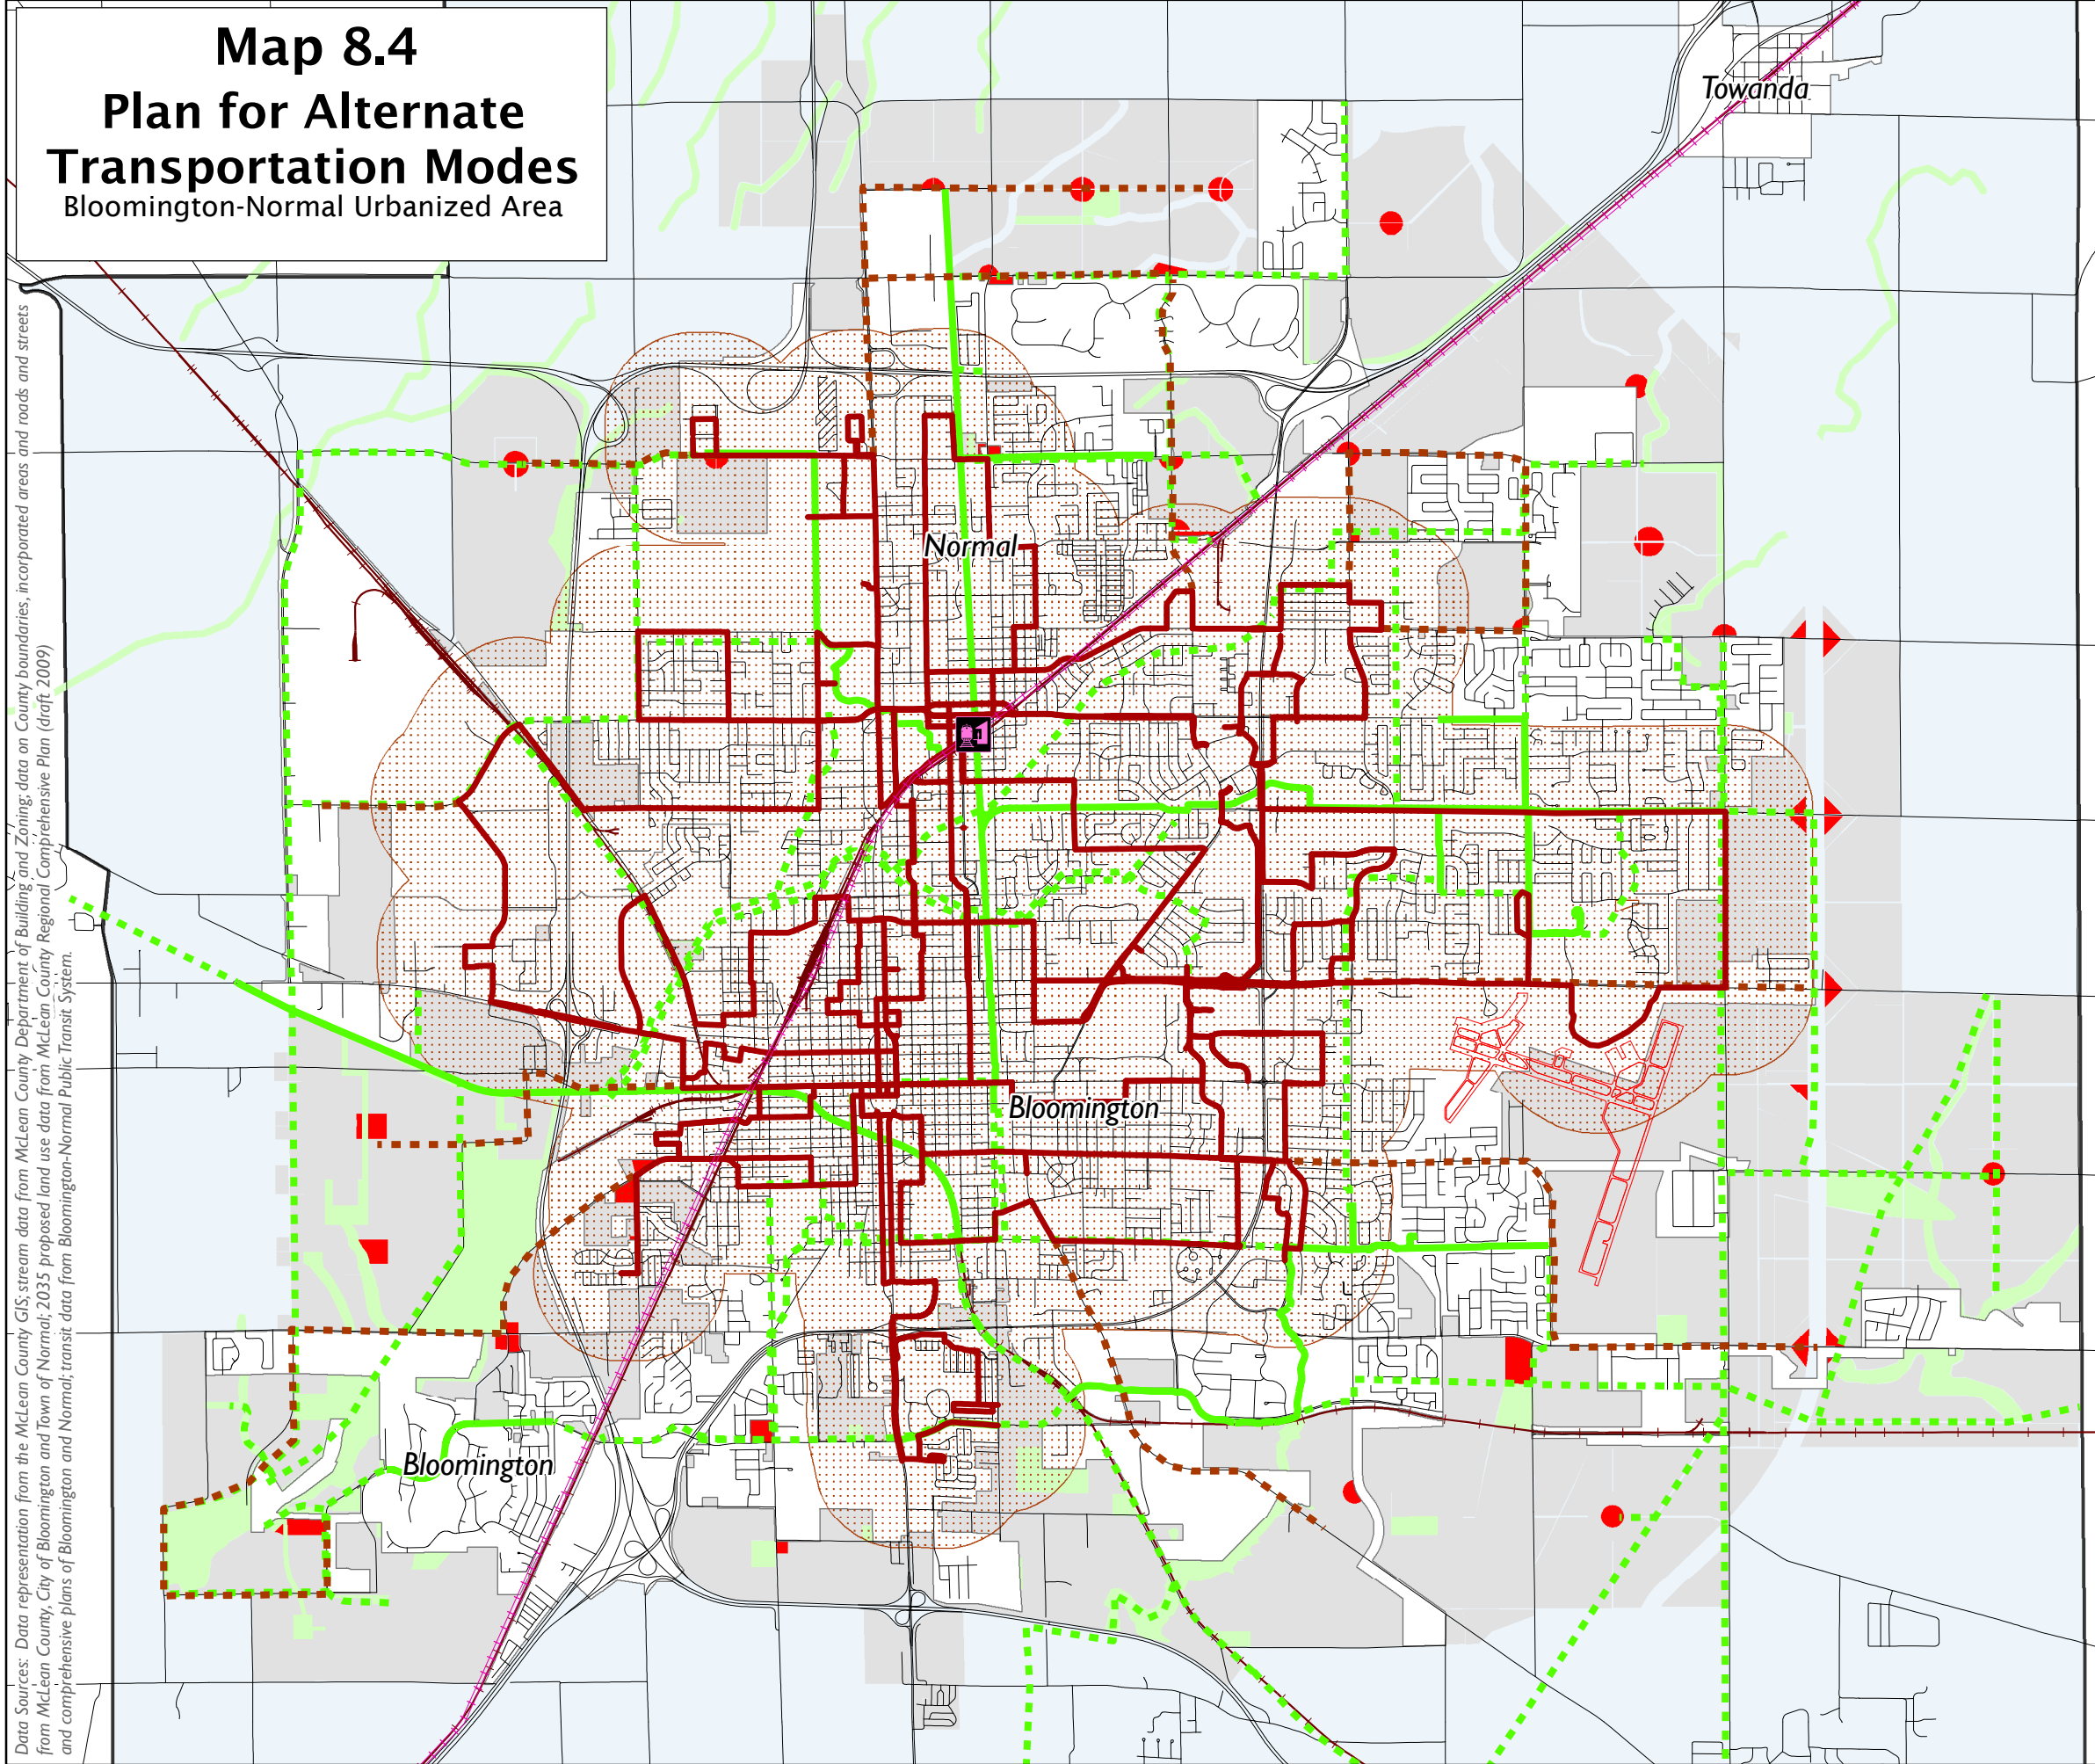 Map 8.4
Plan for Alternate
Transportation Modes
Bloomington-Normal Urbanized Area
Towanda
Normal
Bloomington
Bloomington
Data Sources: Data representation from the McLean County GIS; stream data from McLean County Department of Building and Zoning; data on County boundaries, incorporated areas and roads and streets
from McLean County, City of Bloomington and Town of Normal; 2035 proposed land use data from McLean County Regional Comprehensive Plan (draft 2009)
and comprehensive plans of Bloomington and Normal; transit data from Bloomington-Normal Public Transit System.